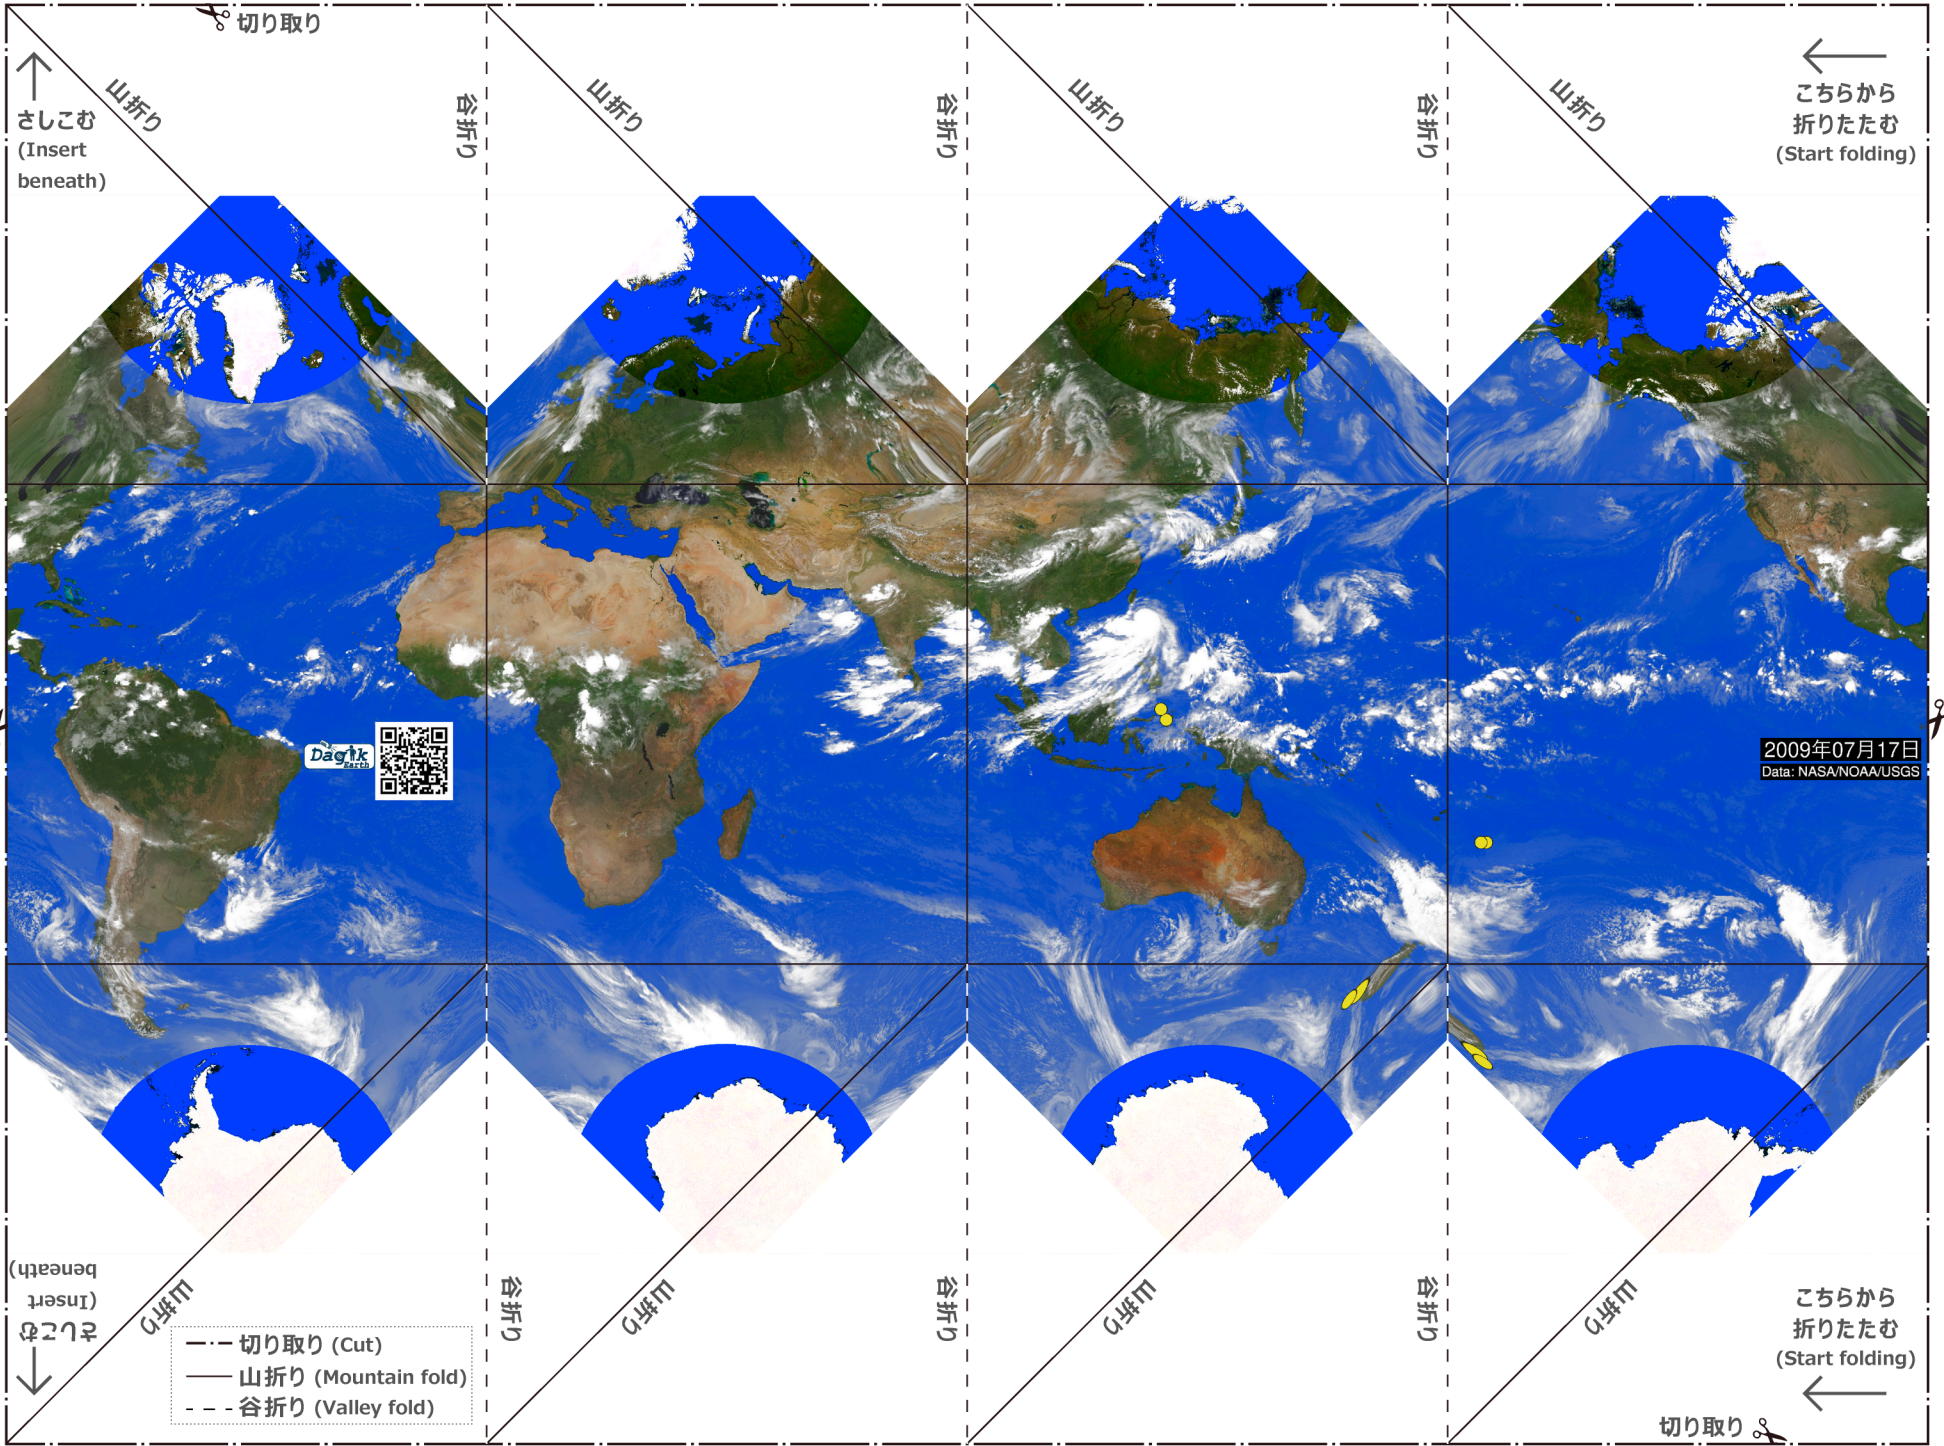 切り取り
さしこむ
(Insert
beneath)
山折り
谷折り
山折り
谷折り
山折り
谷折り
山折り
こちらから
折りたたむ
(Start folding)
Dagik
Earth
2009年07月17日
Data: NASA/NOAA/USGS
さしこむ
(Insert
beneath)
山折り
谷折り
山折り
谷折り
山折り
谷折り
山折り
こちらから
折りたたむ
(Start folding)
切り取り (Cut)
山折り (Mountain fold)
谷折り (Valley fold)
切り取り